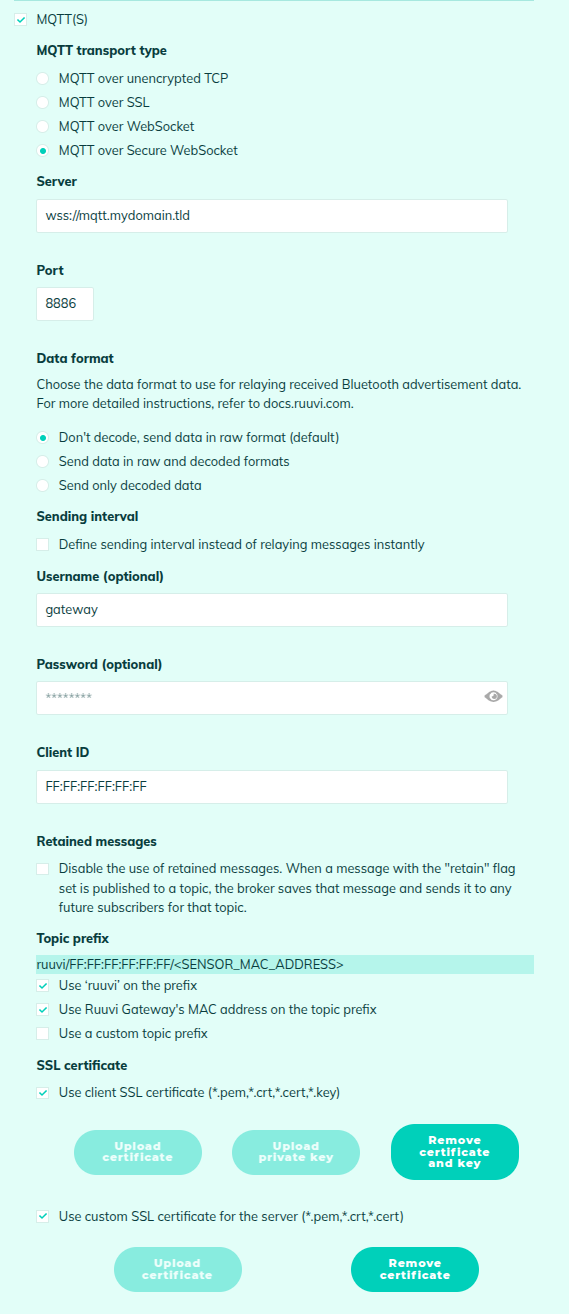 MQTT(S)
MQTT transport type
MQTT over unencrypted TCP
MQTT over SSL
MQTT over WebSocket
MQTT over Secure WebSocket
Server
wss://mqtt.mydomain.tld
Port
8886
Data format
Choose the data format to use for relaying received Bluetooth advertisement data.
For more detailed instructions, refer to docs.ruuvi.com.
Don't decode, send data in raw format (default)
Send data in raw and decoded formats
Send only decoded data
Sending interval
Define sending interval instead of relaying messages instantly
Username (optional)
gateway
Password (optional)
********
Client ID
FF:FF:FF:FF:FF:FF
Retained messages
Disable the use of retained messages. When a message with the "retain" flag
set is published to a topic, the broker saves that message and sends it to any
future subscribers for that topic.
Topic prefix
ruuvi/FF:FF:FF:FF:FF:FF/<SENSOR_MAC_ADDRESS>
Use ‘ruuvi’ on the prefix
Use Ruuvi Gateway's MAC address on the topic prefix
Use a custom topic prefix
SSL certificate
Use client SSL certificate (*.pem,*.crt,*.cert,*.key)
Upload
certificate
Upload
private key
Remove
certificate
and key
Use custom SSL certificate for the server (*.pem,*.crt,*.cert)
Upload
certificate
Remove
certificate